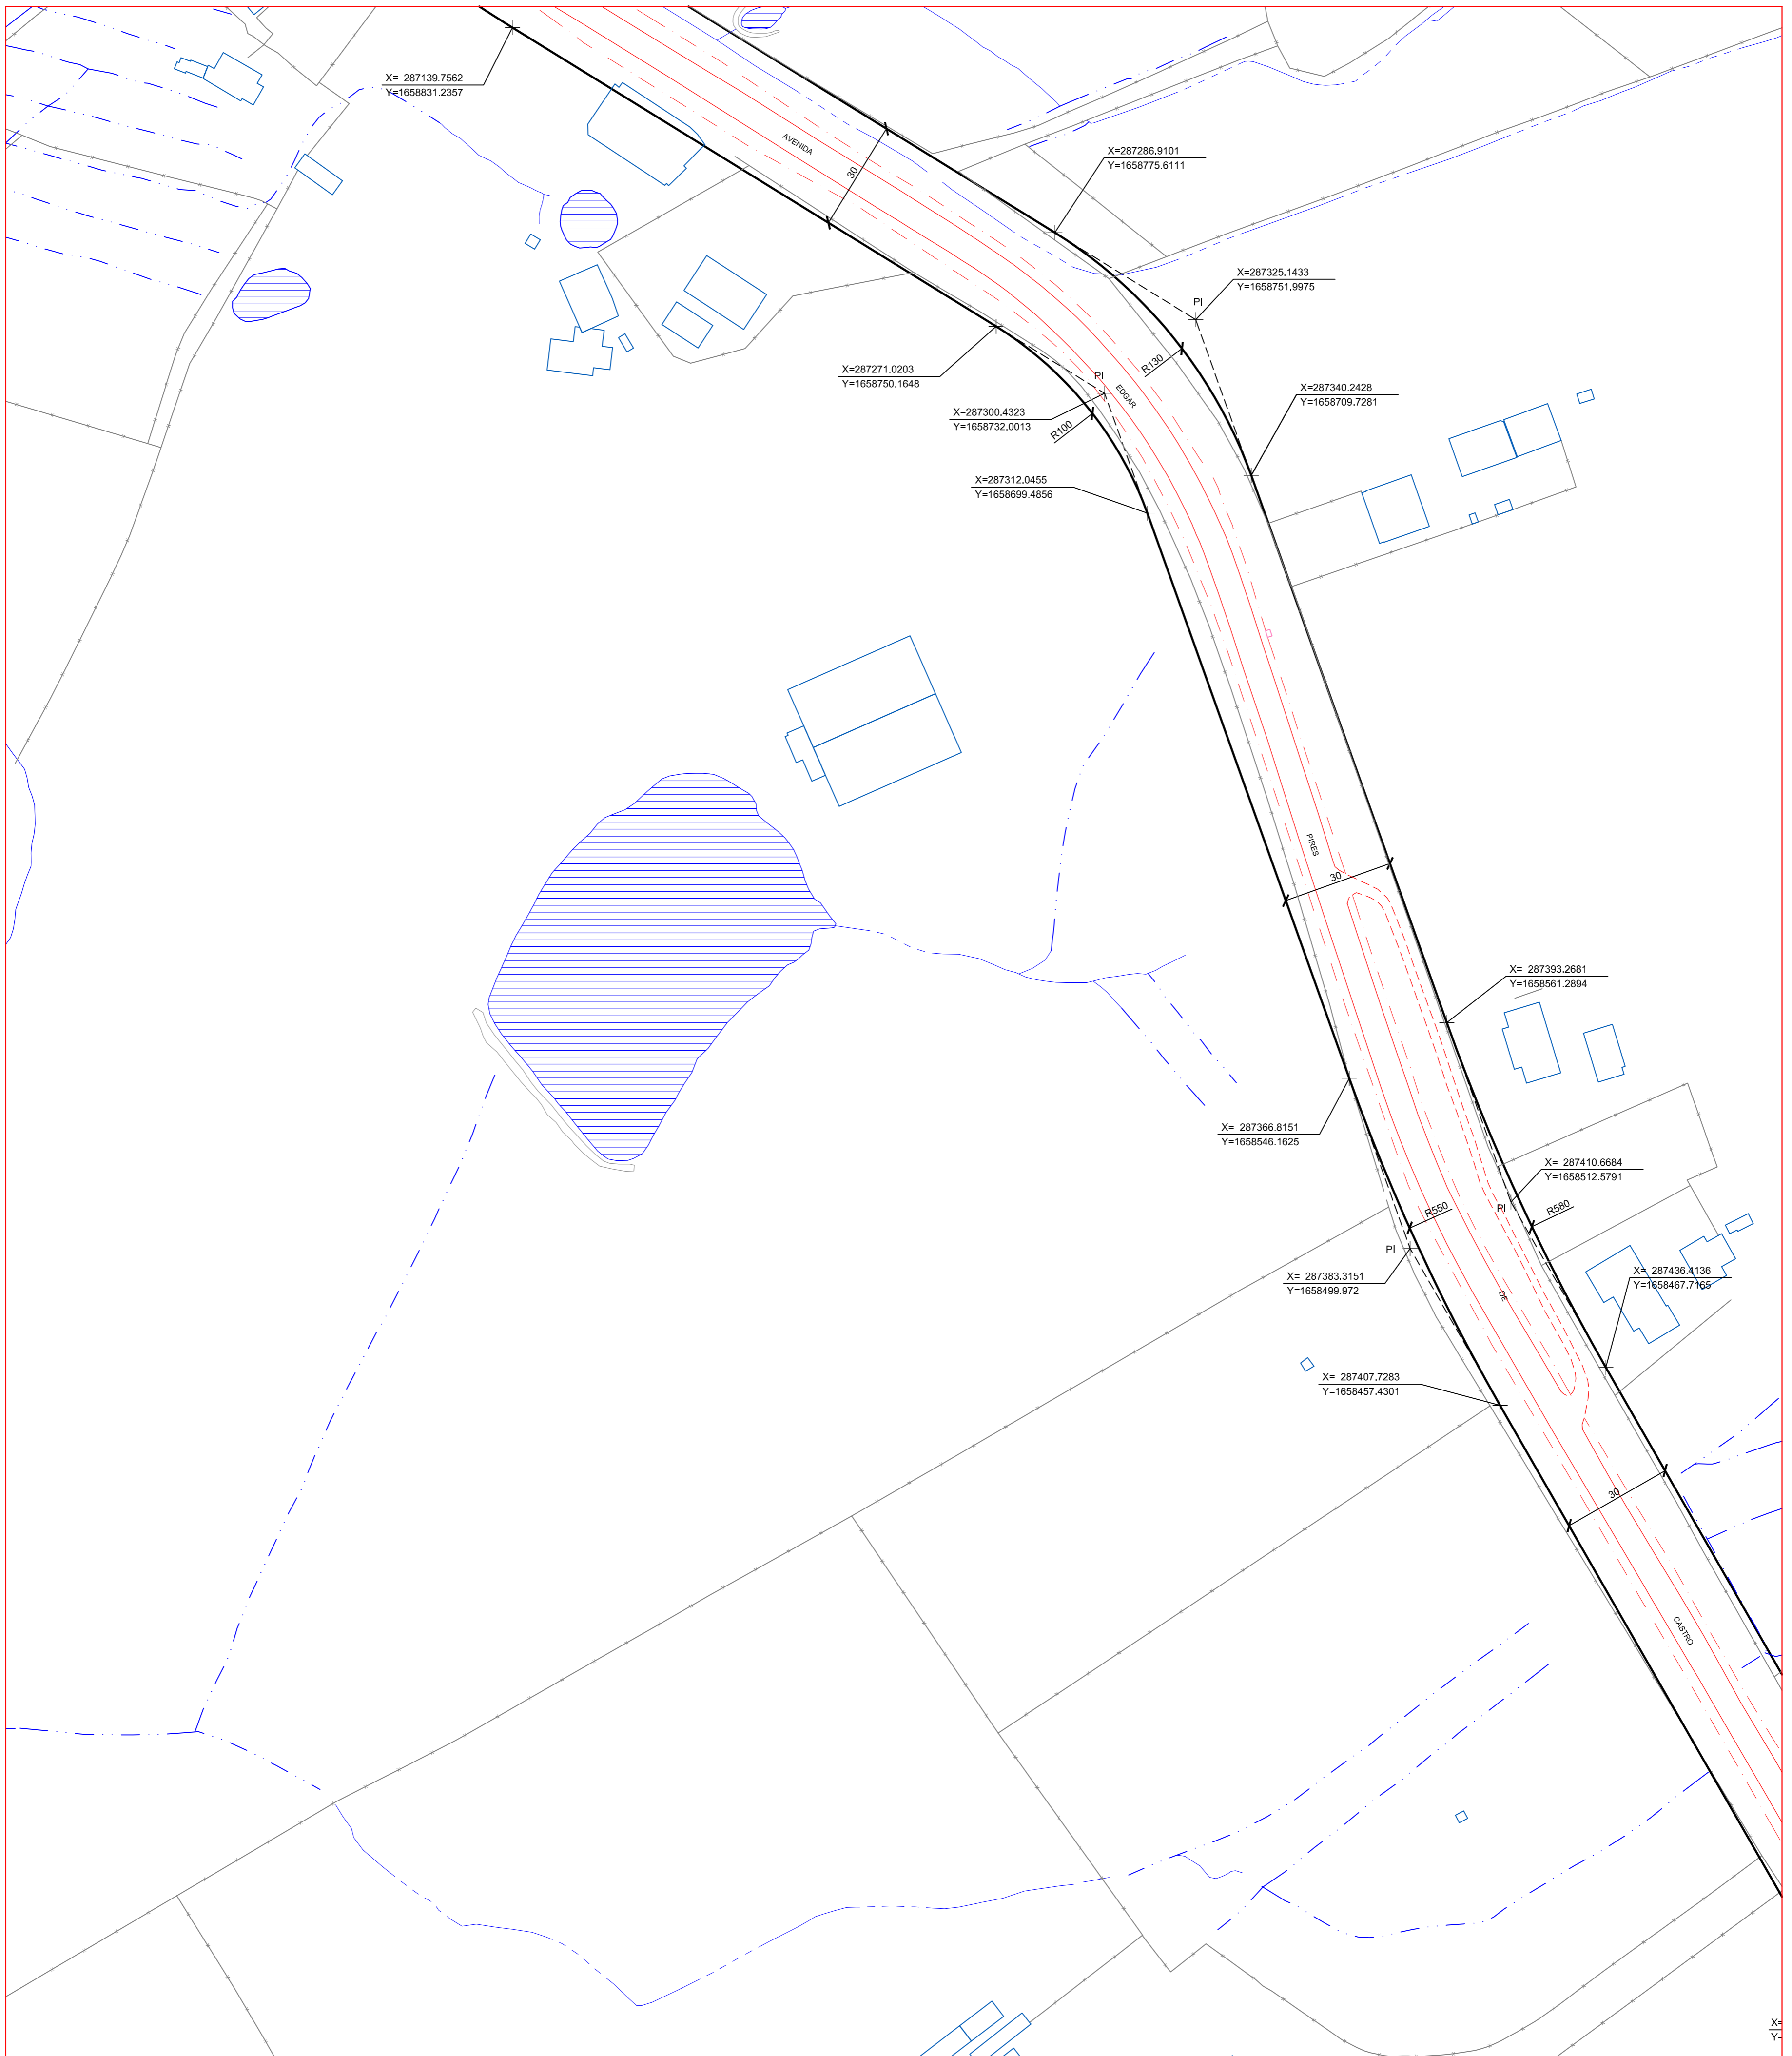 X= 287139.7562
Y=1658831.2357
AVENIDA
30
X=287286.9101
Y=1658775.6111
X=287325.1433
Y=1658751.9975
PI
R130
X=287271.0203
Y=1658750.1648
PI
EDGAR
X=287340.2428
Y=1658709.7281
X=287300.4323
Y=1658732.0013
R100
X=287312.0455
Y=1658699.4856
PIRES
30
X= 287393.2681
Y=1658561.2894
X= 287366.8151
Y=1658546.1625
X= 287410.6684
Y=1658512.5791
PI
R550
R580
PI
X= 287383.3151
Y=1658499.972
X= 287436.4136
Y=1658467.7165
DE
X= 287407.7283
Y=1658457.4301
30
CASTRO
X=
Y=